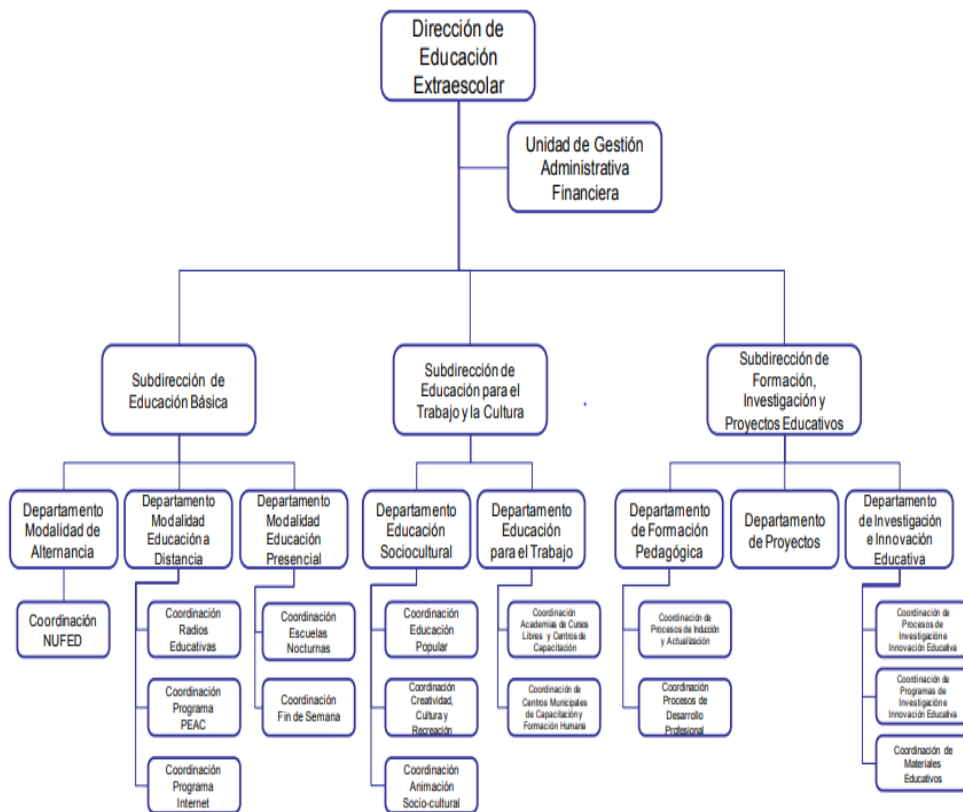 Dirección de
Educación
Extraescolar
Unidad de Gestión
Administrativa
Financiera
Subdirección de
Educación Básica
Subdirección de
Educación para el
Trabajo y la Cultura
Subdirección de
Formación,
Investigación y
Proyectos Educativos
Departamento
Modalidad de
Alternancia
Departamento
Modalidad
Educación a
Distancia
Departamento
Modalidad
Educación
Presencial
Departamento
Educación
Sociocultural
Departamento
Educación
para el Trabajo
Departamento
de Formación
Pedagógica
Departamento
de Proyectos
Departamento
de Investigación
e Innovación
Educativa
Coordinación
NUFED
Coordinación
Radios
Educativas
Coordinación
Programa
PEAC
Coordinación
Programa
Internet
Coordinación
Escuelas
Nocturnas
Coordinación
Fin de Semana
Coordinación
Educación
Popular
Coordinación
Creatividad,
Cultura y
Recreación
Coordinación
Animación
Socio-cultural
Coordinación
Academias de Cursos
Libres y Centros de
Capacitación
Coordinación de
Centros Municipales
de Capacitación y
Formación Humana
Coordinación de
Procesos de Inducción
y Actualización
Coordinación
Procesos de
Desarrollo
Profesional
Coordinación de
Procesos de
Investigación e
Innovación Educativa
Coordinación de
Programas de
Investigación e
Innovación Educativa
Coordinación de
Materiales
Educativos